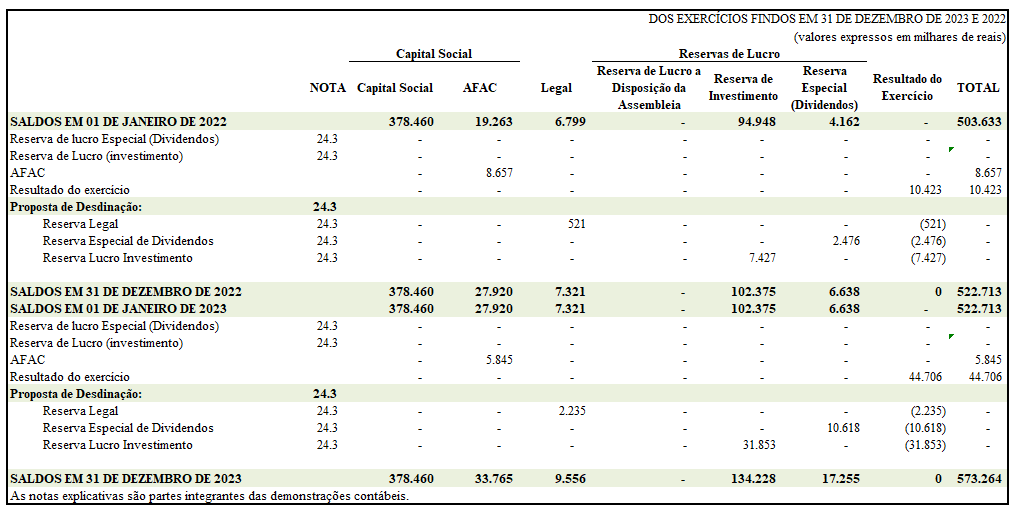 DOS EXERCÍCIOS FINDOS EM 31 DE DEZEMBRO DE 2023 E 2022
(valores expressos em milhares de reais)
Capital Social Reservas de Lucro
NOTA Capital Social AFAC Legal Reserva de Lucro a Disposição da Assembleia Reserva de Investimento Reserva Especial (Dividendos) Resultado do Exercício TOTAL
SALDOS EM 01 DE JANEIRO DE 2022 378.460 19.263 6.799 - 94.948 4.162 - 503.633
Reserva de lucro Especial (Dividendos) 24.3 - - - - - - - -
Reserva de Lucro (investimento) 24.3 - - - - - - - -
AFAC - 8.657 - - - - - 8.657
Resultado do exercício - - - - - - 10.423 10.423
Proposta de Desdinação: 24.3
Reserva Legal 24.3 - - 521 - - - (521) -
Reserva Especial de Dividendos 24.3 - - - - - 2.476 (2.476) -
Reserva Lucro Investimento 24.3 - - - - 7.427 - (7.427) -
SALDOS EM 31 DE DEZEMBRO DE 2022 378.460 27.920 7.321 - 102.375 6.638 0 522.713
SALDOS EM 01 DE JANEIRO DE 2023 378.460 27.920 7.321 - 102.375 6.638 - 522.713
Reserva de lucro Especial (Dividendos) 24.3 - - - - - - - -
Reserva de Lucro (investimento) 24.3 - - - - - - - -
AFAC - 5.845 - - - - - 5.845
Resultado do exercício - - - - - - 44.706 44.706
Proposta de Desdinação: 24.3
Reserva Legal 24.3 - - 2.235 - - - (2.235) -
Reserva Especial de Dividendos 24.3 - - - - - 10.618 (10.618) -
Reserva Lucro Investimento 24.3 - - - - 31.853 - (31.853) -
SALDOS EM 31 DE DEZEMBRO DE 2023 378.460 33.765 9.556 - 134.228 17.255 0 573.264
As notas explicativas são partes integrantes das demonstrações contábeis.